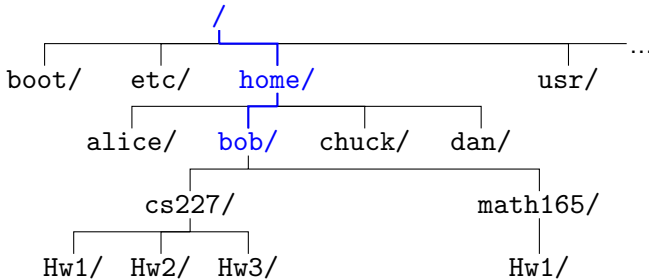 /
...
boot/ etc/ home/ usr/
alice/ bob/ chuck/ dan/
cs227/ math165/
Hw1/ Hw2/ Hw3/ Hw1/